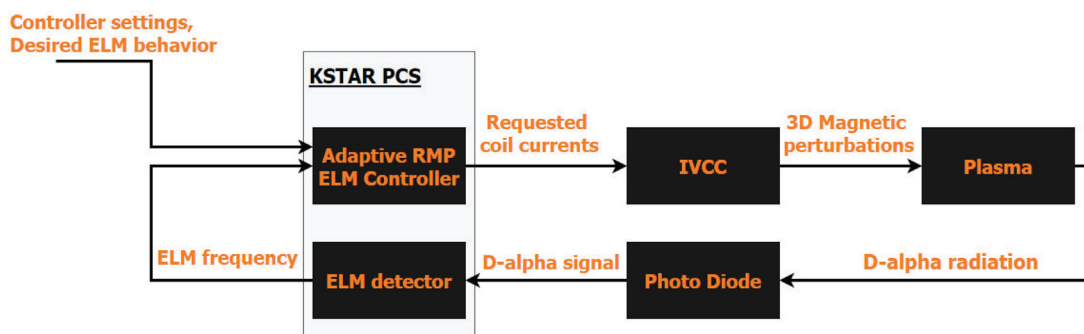 Controller settings,
Desired ELM behavior
KSTAR PCS
Adaptive RMP
ELM Controller
Requested
coil currents
IVCC
3D Magnetic
perturbations
Plasma
ELM frequency
ELM detector
D-alpha signal
Photo Diode
D-alpha radiation